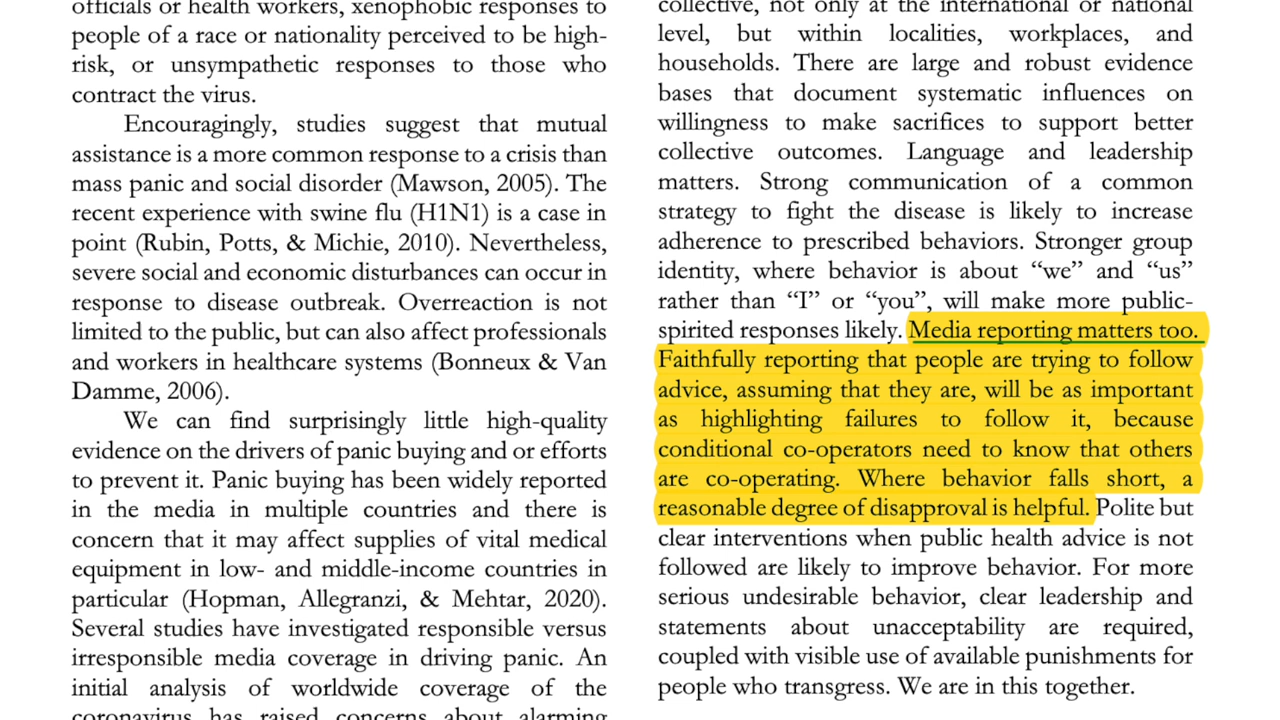 officials or health workers, xenophobic responses to
people of a race or nationality perceived to be high-
risk, or unsympathetic responses to those who
contract the virus.
Encouragingly, studies suggest that mutual
assistance is a more common response to a crisis than
mass panic and social disorder (Mawson, 2005). The
recent experience with swine flu (H1N1) is a case in
point (Rubin, Potts, & Michie, 2010). Nevertheless,
severe social and economic disturbances can occur in
response to disease outbreak. Overreaction is not
limited to the public, but can also affect professionals
and workers in healthcare systems (Bonneux & Van
Damme, 2006).
We can find surprisingly little high-quality
evidence on the drivers of panic buying and or efforts
to prevent it. Panic buying has been widely reported
in the media in multiple countries and there is
concern that it may affect supplies of vital medical
equipment in low- and middle-income countries in
particular (Hopman, Allegranzi, & Mehtar, 2020).
Several studies have investigated responsible versus
irresponsible media coverage in driving panic. An
initial analysis of worldwide coverage of the
coronavirus has raised concerns about alarming
collective, not only at the international or national
level, but within localities, workplaces, and
households. There are large and robust evidence
bases that document systematic influences on
willingness to make sacrifices to support better
collective outcomes. Language and leadership
matters. Strong communication of a common
strategy to fight the disease is likely to increase
adherence to prescribed behaviors. Stronger group
identity, where behavior is about “we” and “us”
rather than “I” or “you”, will make more public-
spirited responses likely. Media reporting matters too.
Faithfully reporting that people are trying to follow
advice, assuming that they are, will be as important
as highlighting failures to follow it, because
conditional co-operators need to know that others
are co-operating. Where behavior falls short, a
reasonable degree of disapproval is helpful. Polite but
clear interventions when public health advice is not
followed are likely to improve behavior. For more
serious undesirable behavior, clear leadership and
statements about unacceptability are required,
coupled with visible use of available punishments for
people who transgress. We are in this together.